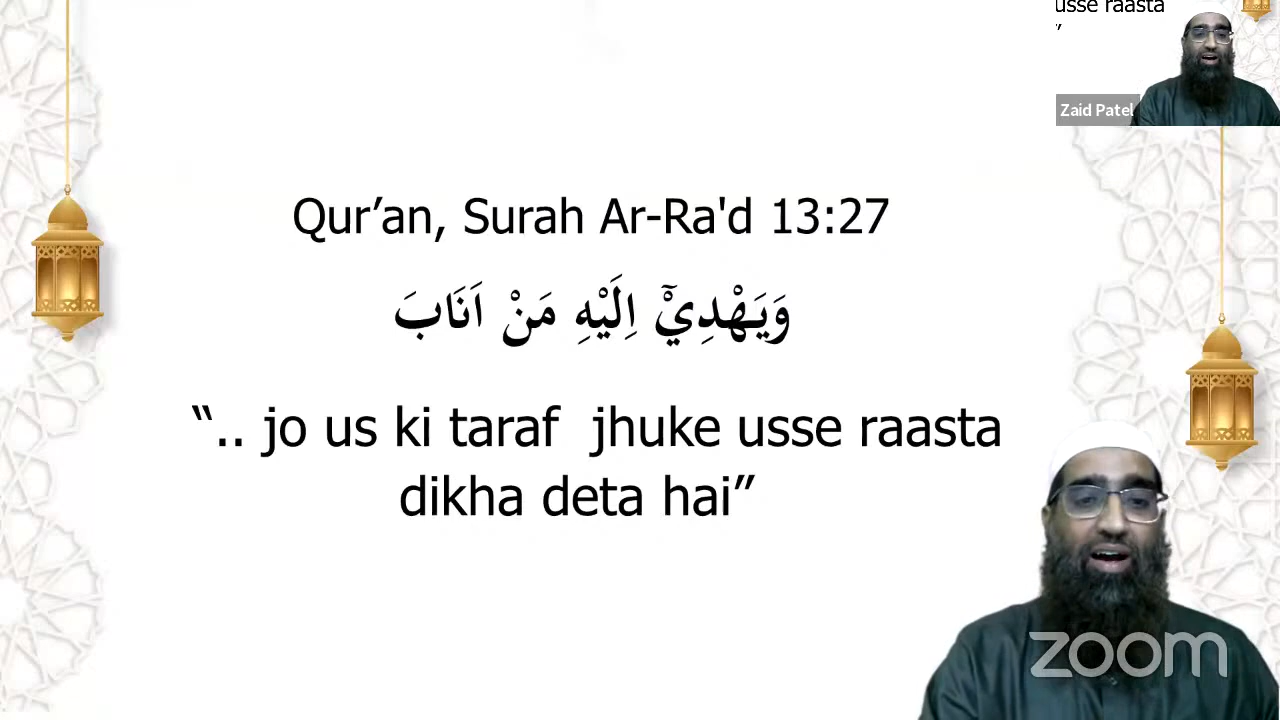 usse raasta
”
Zaid Patel
Qur’an, Surah Ar-Ra'd 13:27
وَيَهْدِيْٓ اِلَيْهِ مَنْ اَنَابَ
“.. jo us ki taraf jhuke usse raasta
dikha deta hai”
zoom